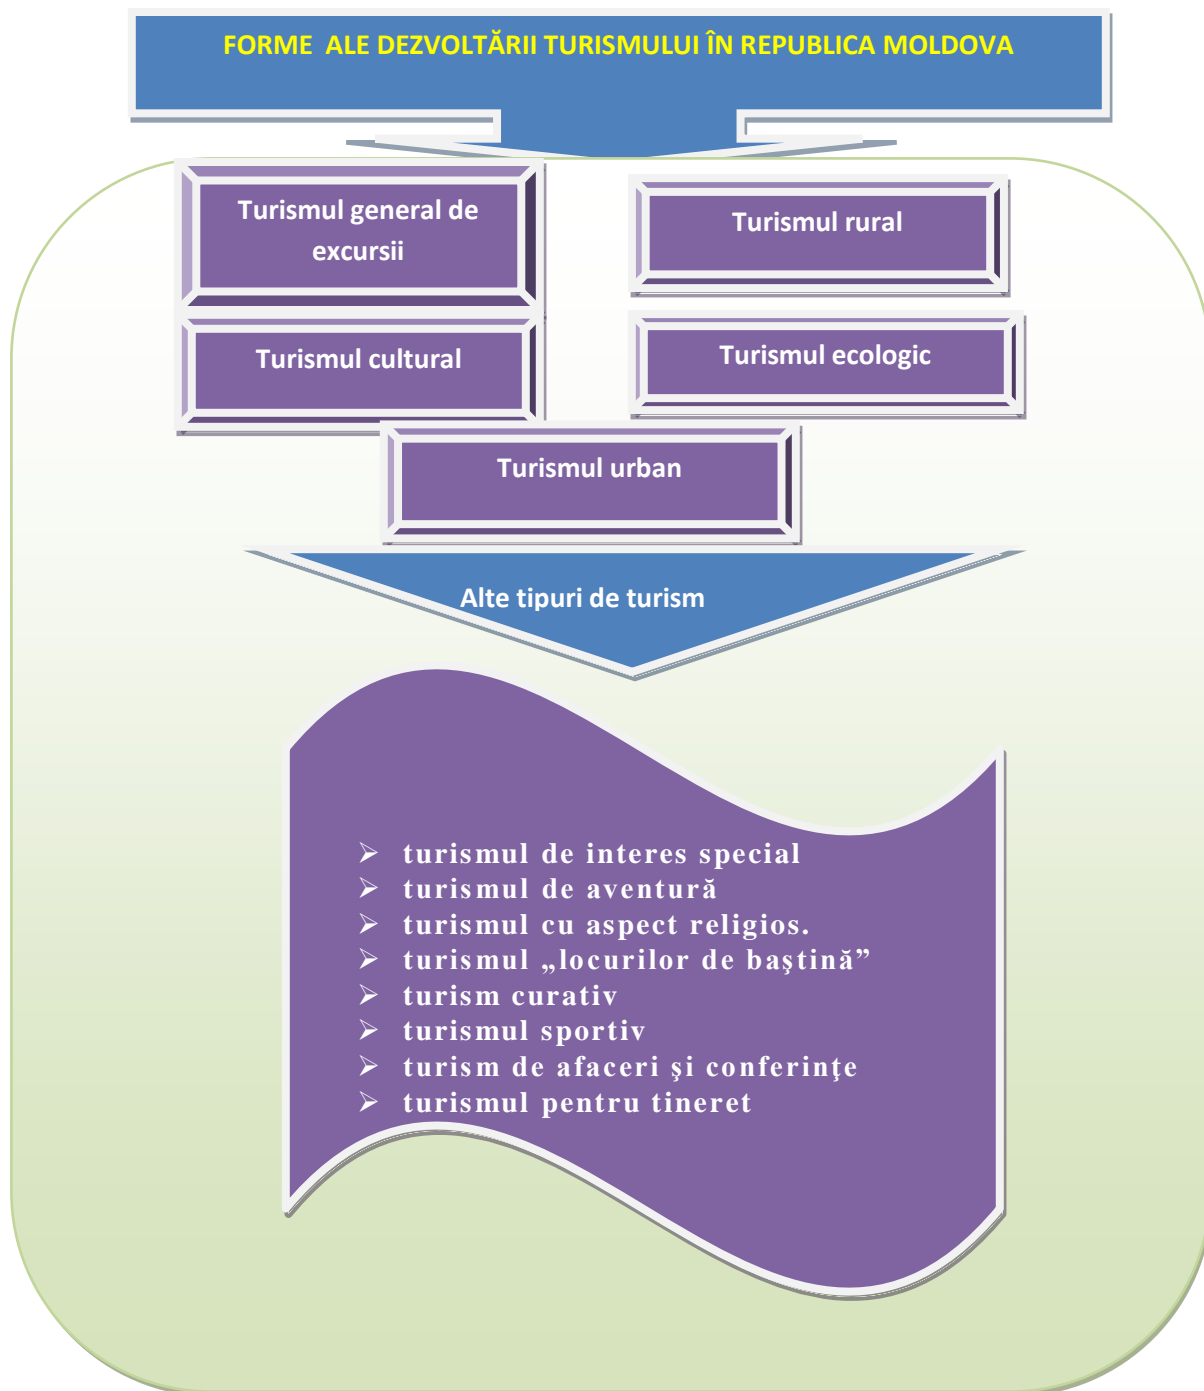 FORME ALE DEZVOLTĂRII TURISMULUI ÎN REPUBLICA MOLDOVA
Turismul general de
excursii
Turismul rural
Turismul cultural
Turismul ecologic
Turismul urban
Alte tipuri de turism
➢ turismul de interes special
➢ turismul de aventură
➢ turismul cu aspect religios.
➢ turismul „locurilor de baştină”
➢ turism curativ
➢ turismul sportiv
➢ turism de afaceri şi conferinţe
➢ turismul pentru tineret